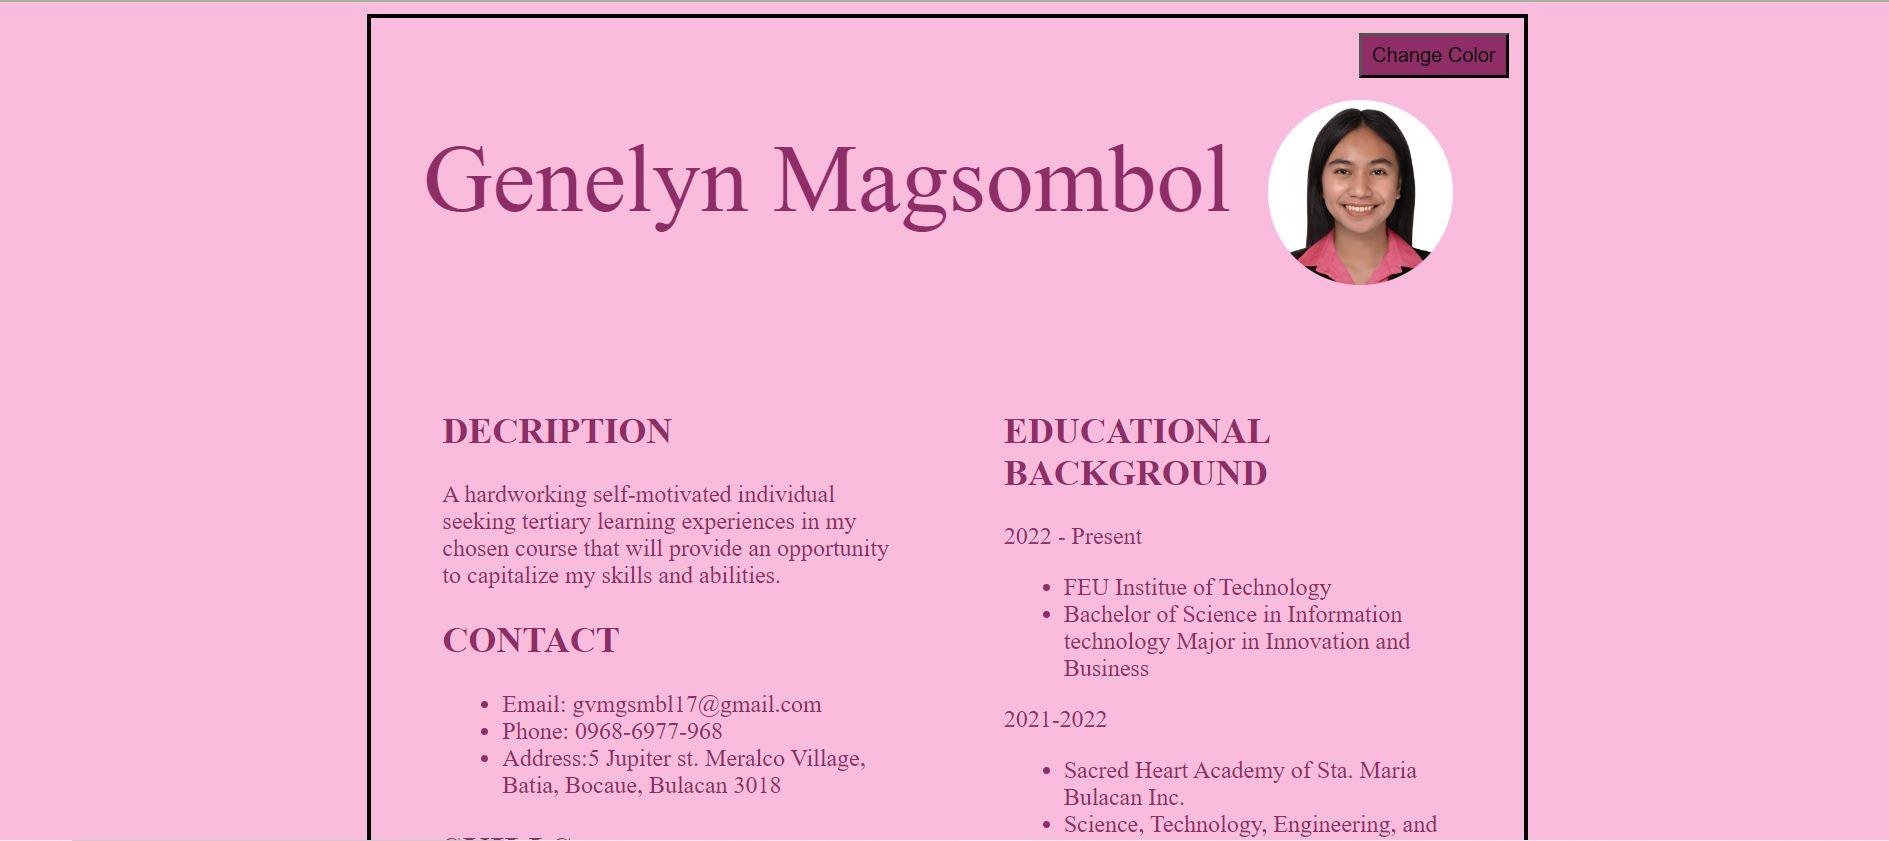 Change Color
Genelyn Magsombol
DECRIPTION
A hardworking self-motivated individual
seeking tertiary learning experiences in my
chosen course that will provide an opportunity
to capitalize my skills and abilities.
CONTACT
• Email: gvmgsmbl17@gmail.com
• Phone: 0968-6977-968
• Address:5 Jupiter st. Meralco Village,
Batia, Bocaue, Bulacan 3018
EDUCATIONAL
BACKGROUND
2022 - Present
• FEU Institue of Technology
• Bachelor of Science in Information
technology Major in Innovation and
Business
2021-2022
• Sacred Heart Academy of Sta. Maria
Bulacan Inc.
• Science, Technology, Engineering, and